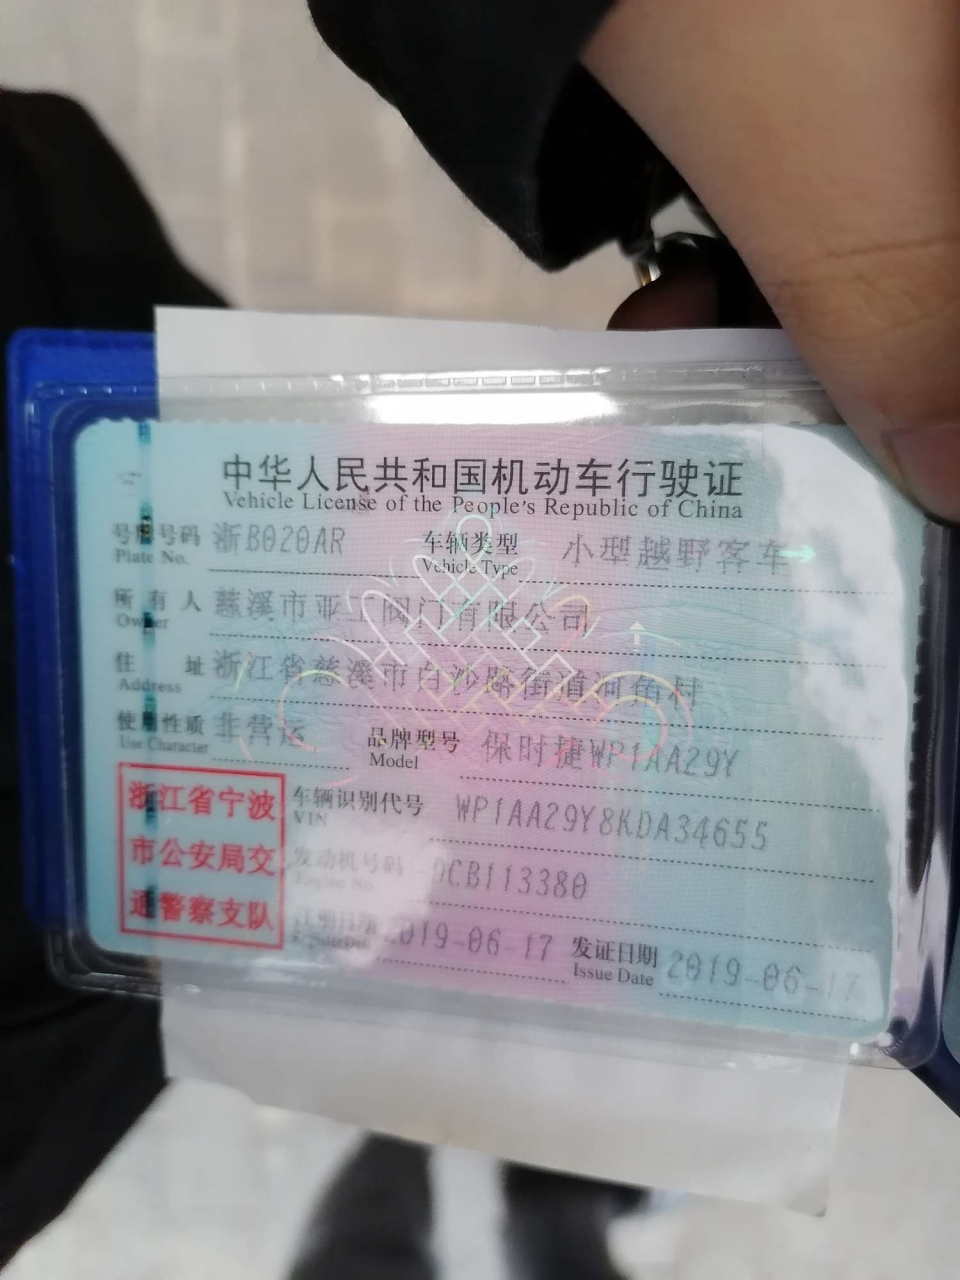 中华人民共和国机动车行驶证
Vehicle License of the People's Republic of China
号牌号码 浙B020AR 车辆类型 小型越野客车
Plate No. Vehicle Type
所有人 慈溪市亚工阀门有限公司
Owner
住址 浙江省慈溪市白沙路街道河角村
Address
使用性质 非营运 品牌型号 保时捷WP1AA29Y
Use Character Model
浙江省宁波
市公安局交
通警察支队
车辆识别代号 WP1AA29Y8KDA34655
VIN
发动机号码 DCB113380
Engine No.
注册日期 2019-06-17 发证日期 2019-06-17
Register Date Issue Date